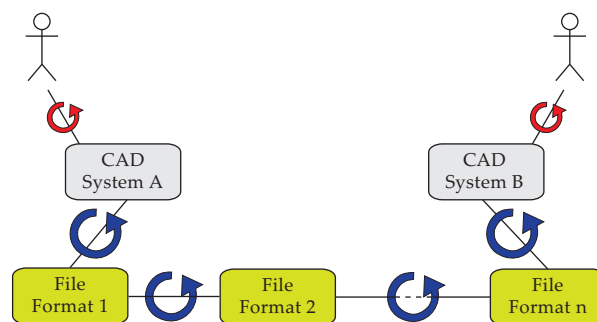 CAD
System A
CAD
System B
File
Format 1
File
Format 2
File
Format n